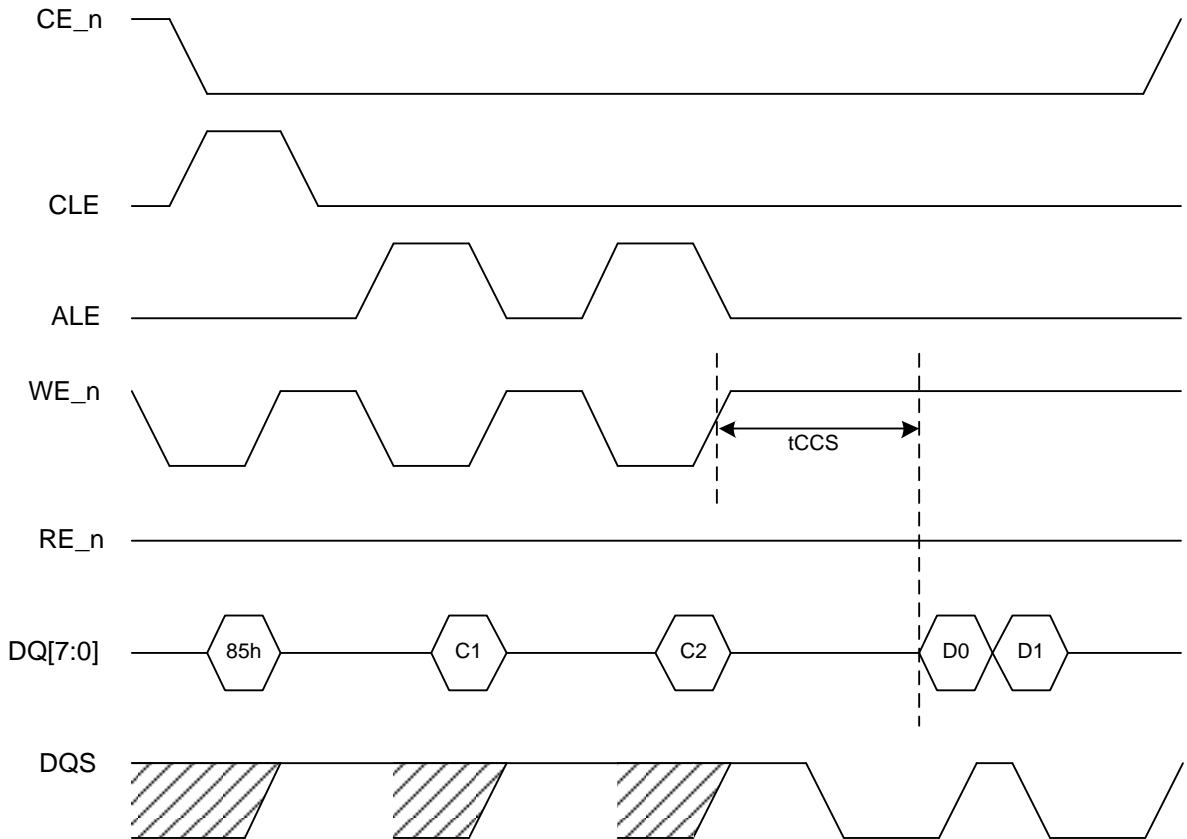 CE_n
CLE
ALE
WE_n
tCCS
RE_n
DQ[7:0]
85h
C1
C2
D0
D1
DQS